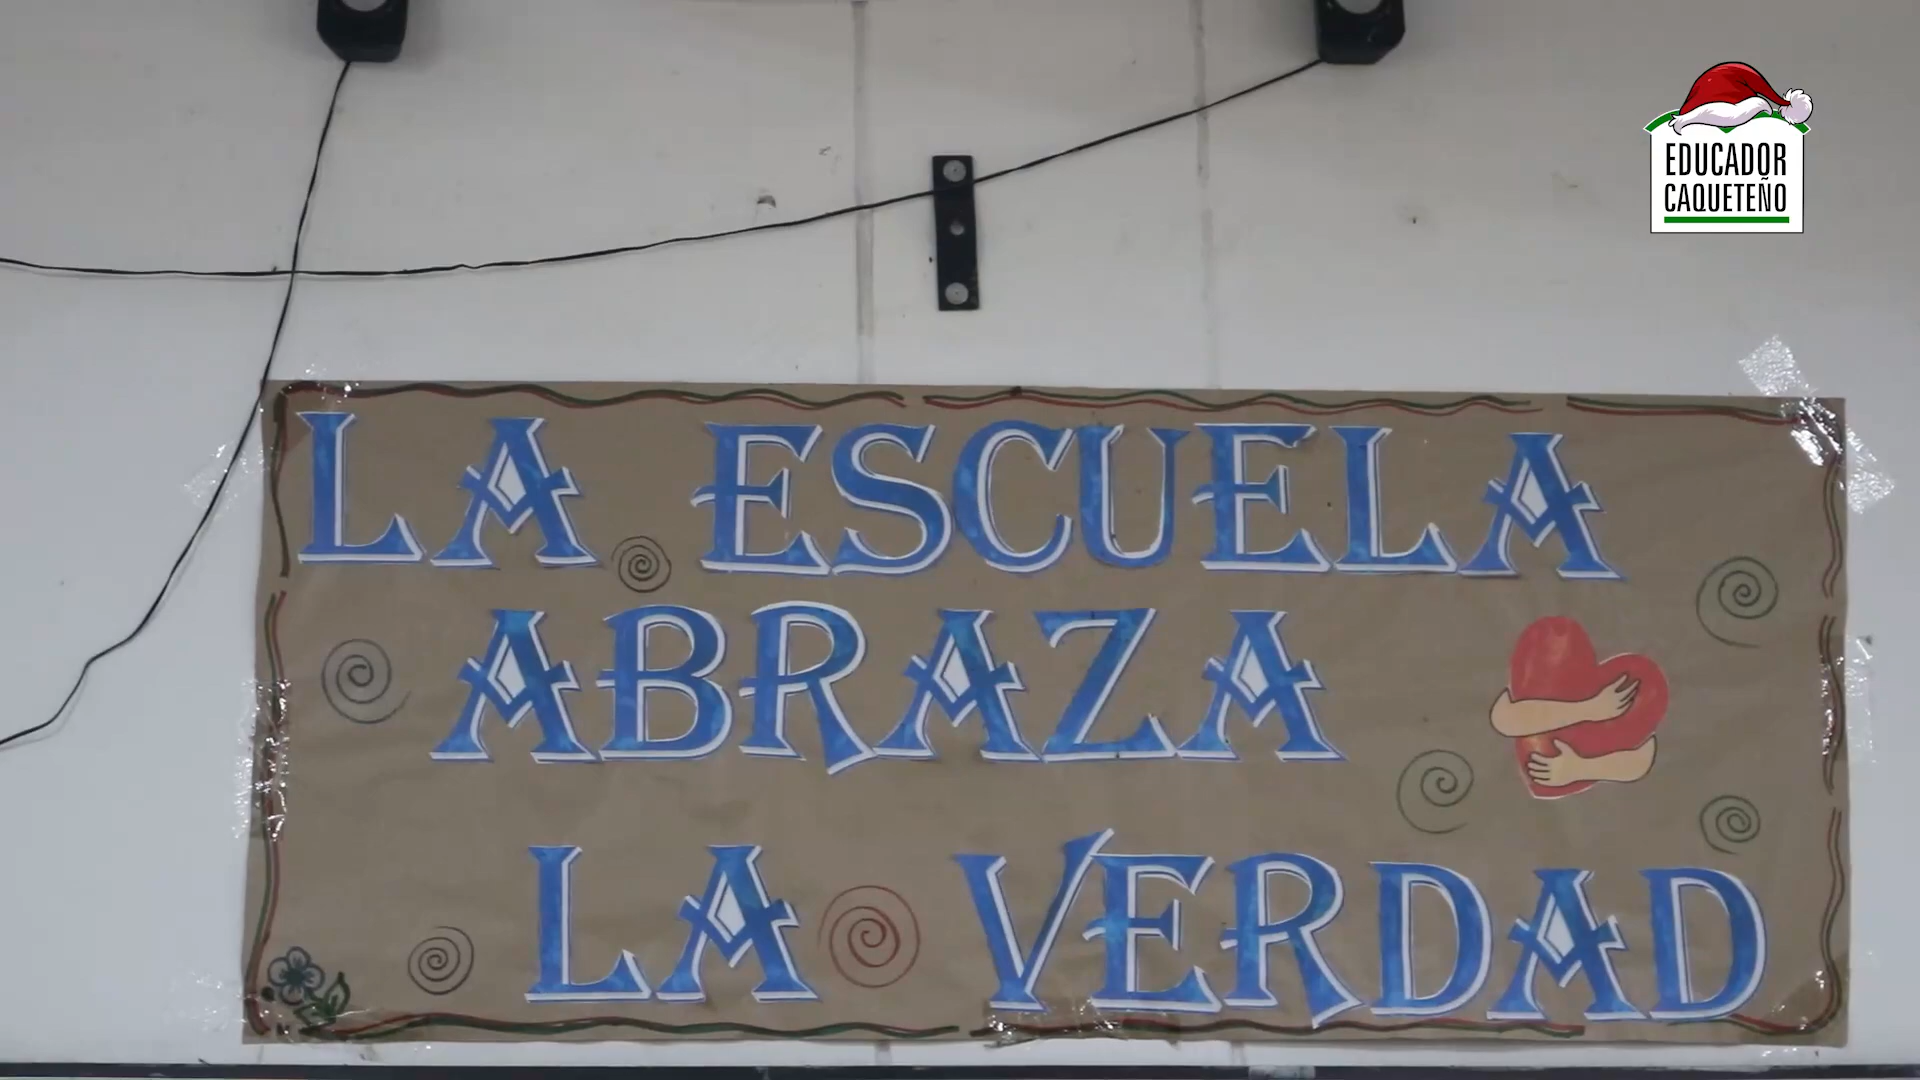 EDUCADOR
CAQUETEÑO
LA ESCUELA
ABRAZA
LA VERDAD